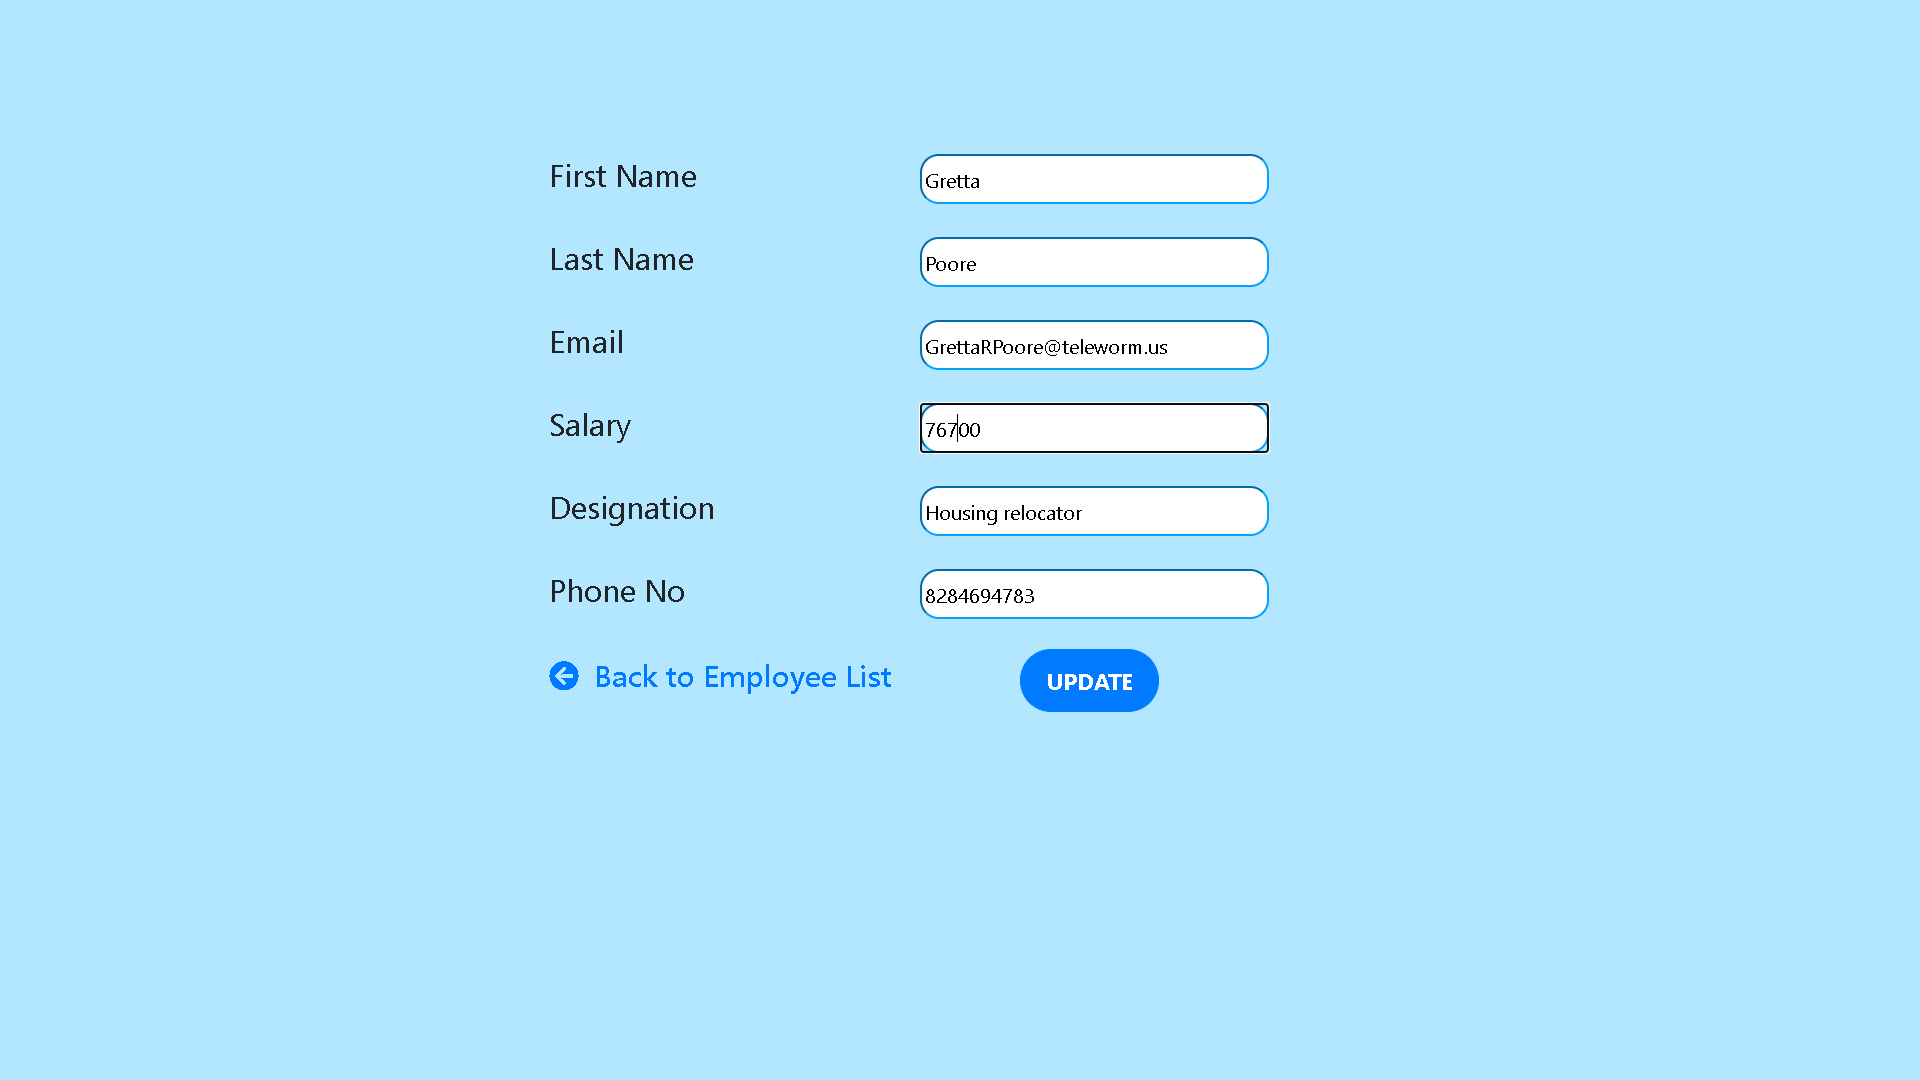 First Name Gretta
Last Name Poore
Email GrettaRPoore@teleworm.us
Salary 76700
Designation Housing relocator
Phone No 8284694783
Back to Employee List UPDATE